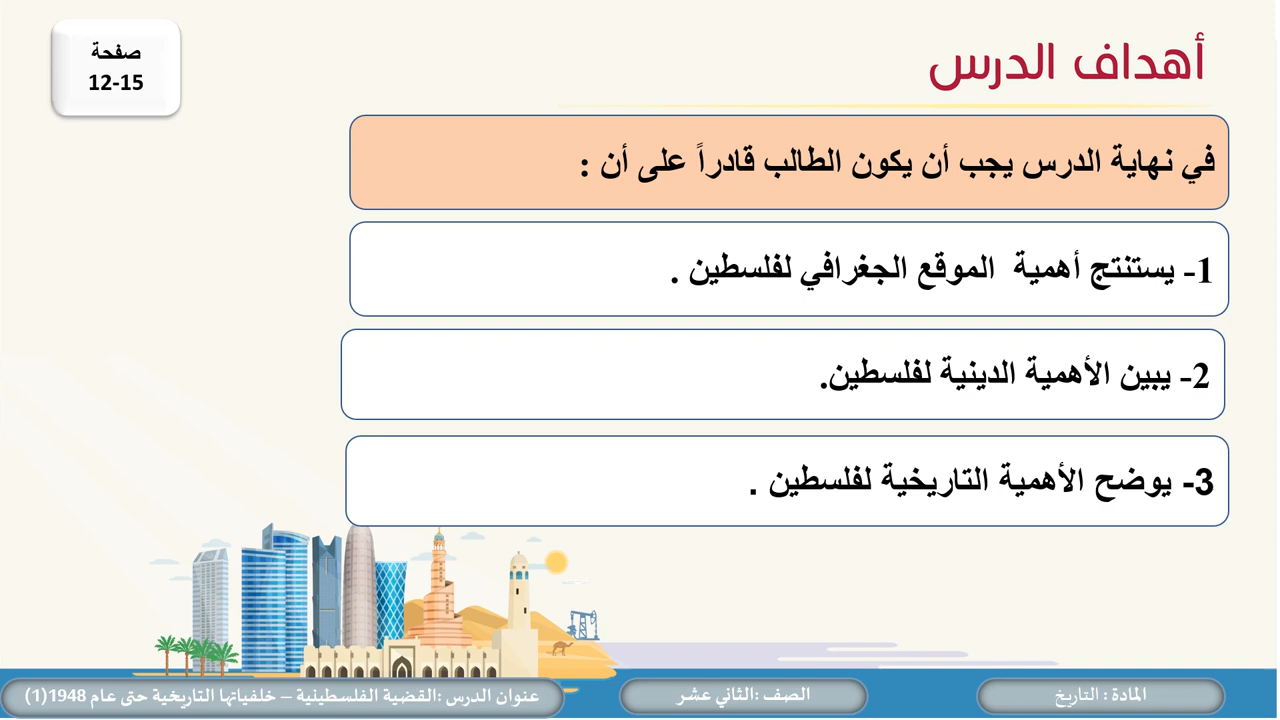 أهداف الدرس
صفحة
12-15
في نهاية الدرس يجب أن يكون الطالب قادراً على أن :
1- يستنتج أهمية الموقع الجغرافي لفلسطين .
2- يبين الأهمية الدينية لفلسطين.
3- يوضح الأهمية التاريخية لفلسطين .
المادة : التاريخ
الصف :الثاني عشر
عنوان الدرس :القضية الفلسطينية – خلفياتها التاريخية حتى عام 1948(1)